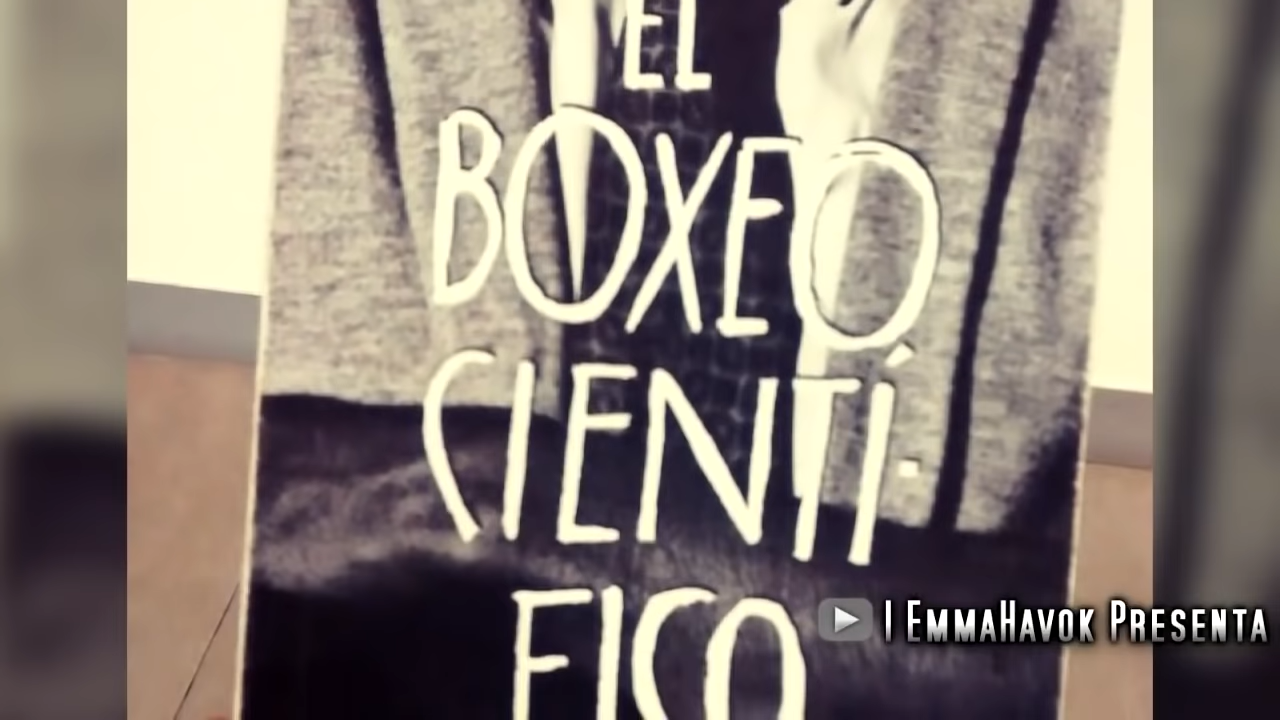 EL
BOXEO
CIENTÍ-
FICO
| EMMAHAVOK PRESENTA